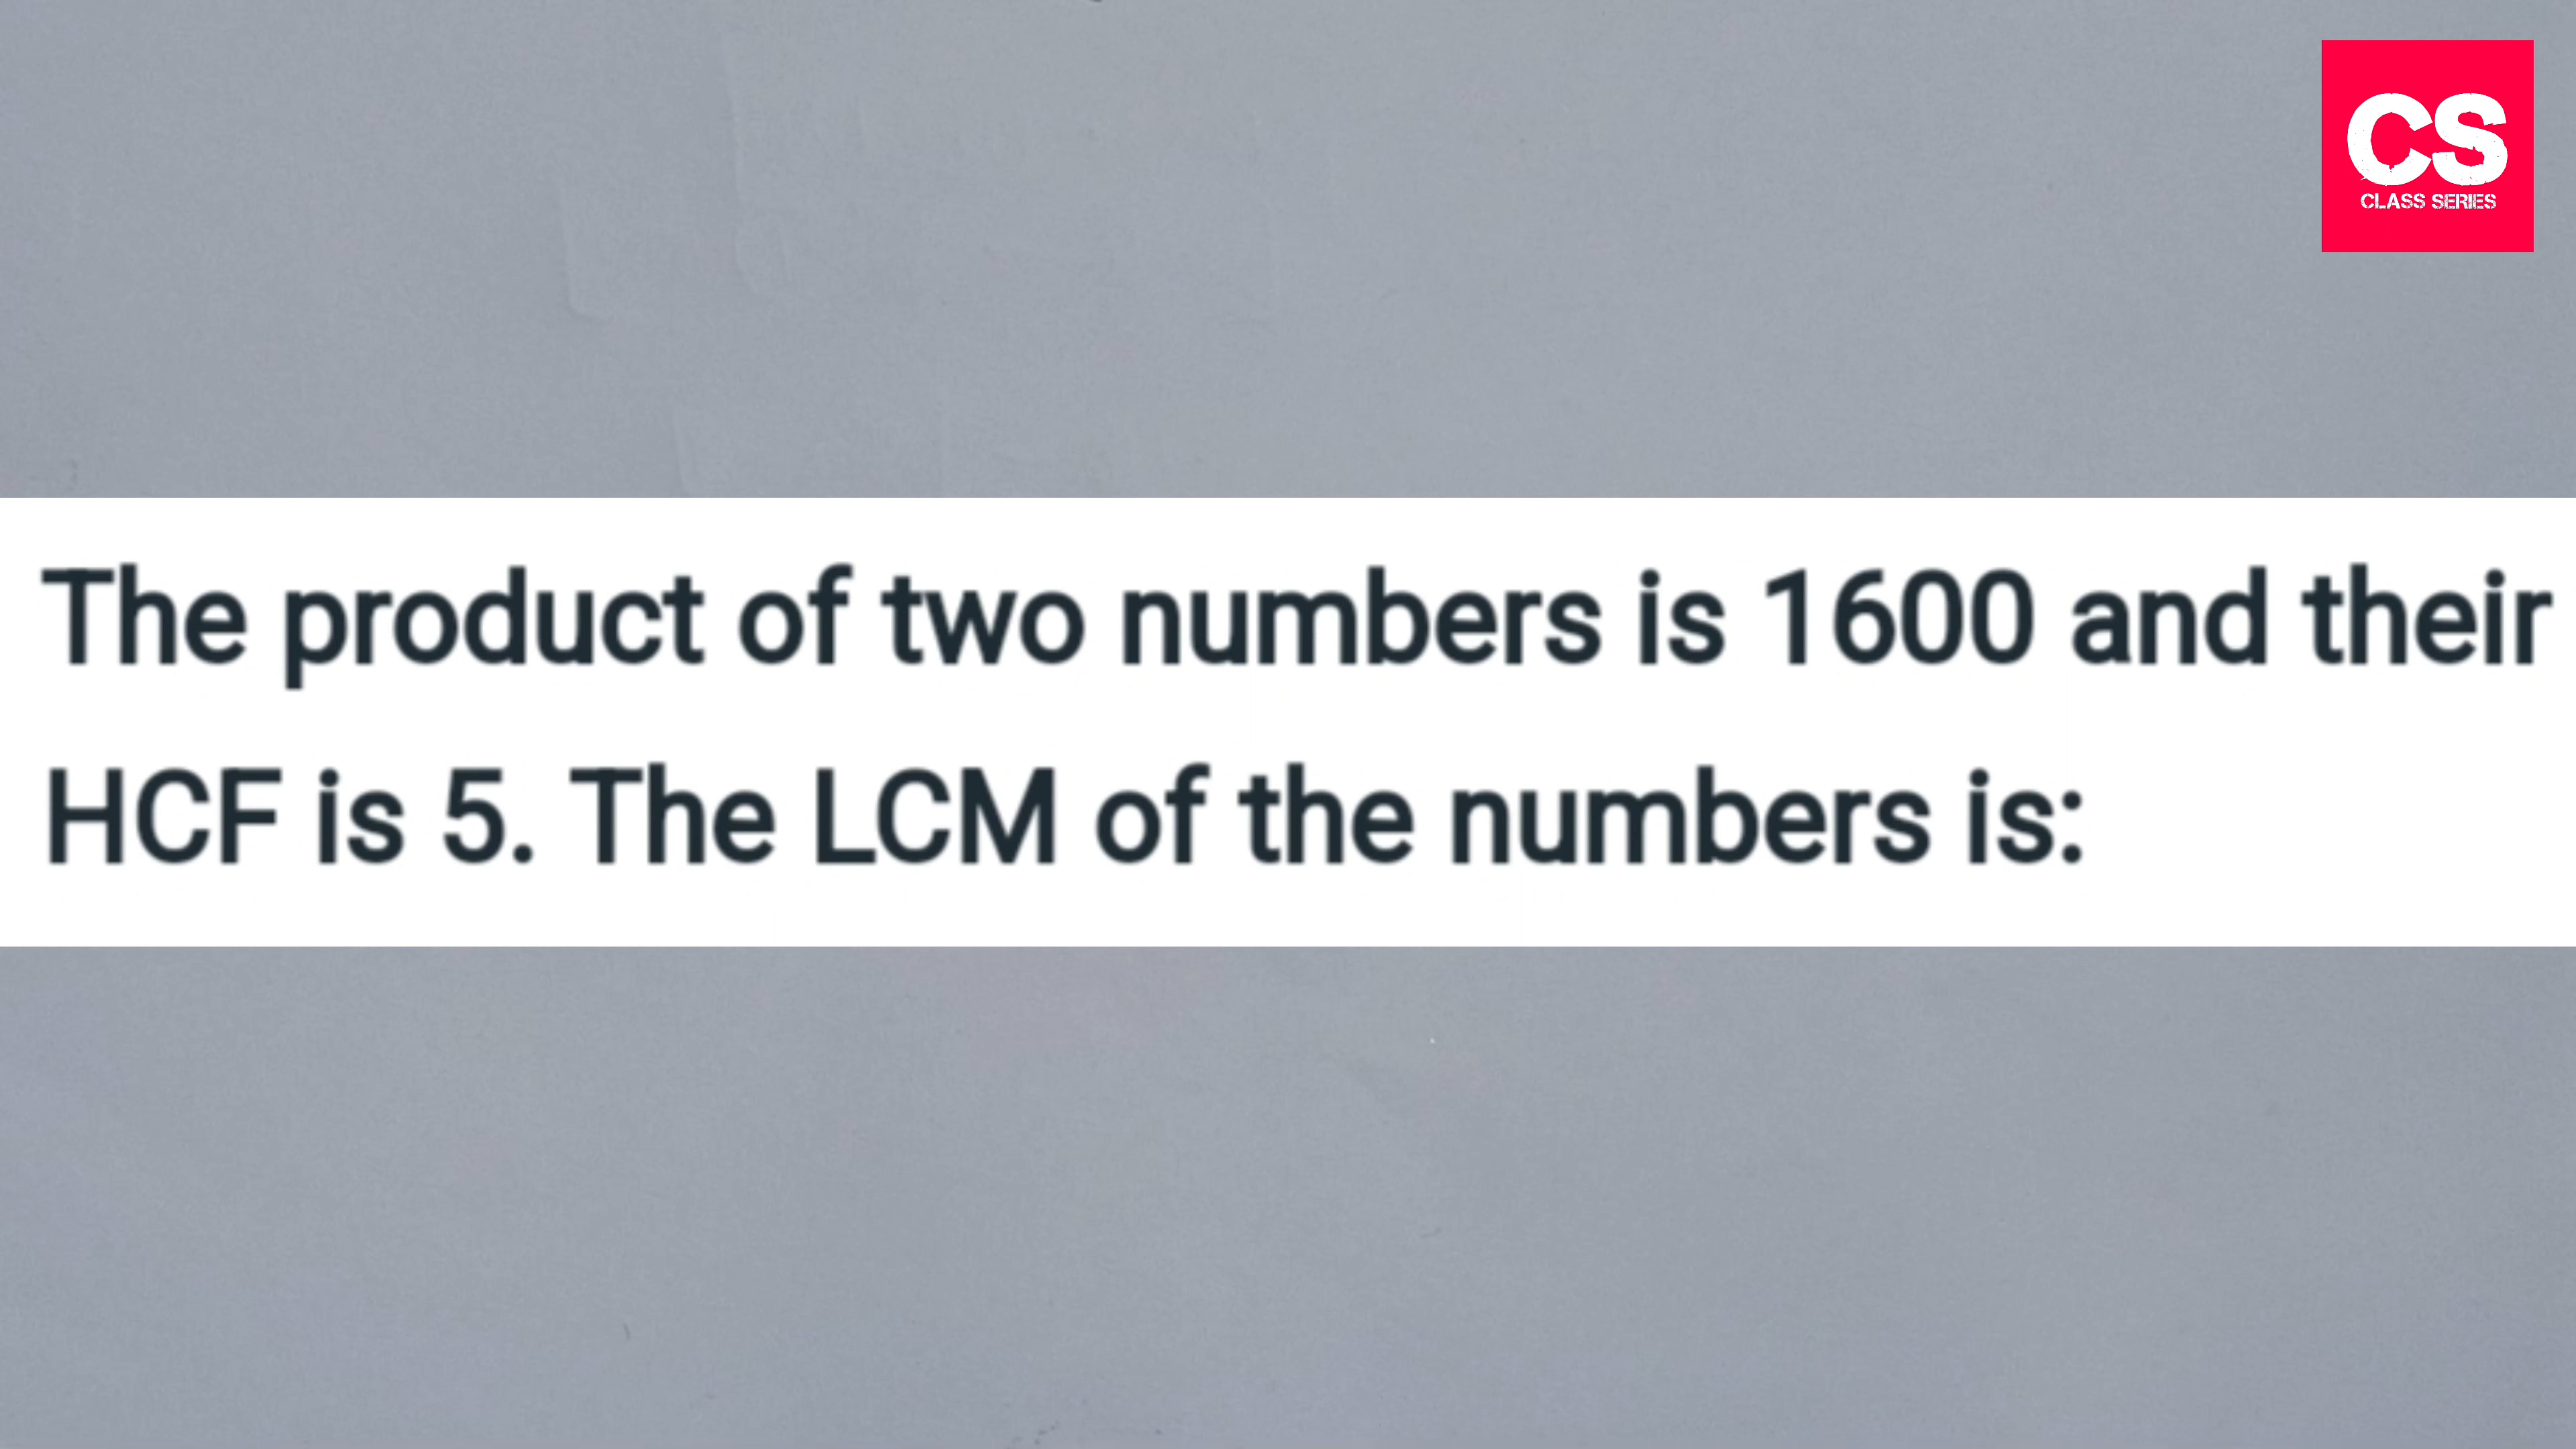 CS
CLASS SERIES
The product of two numbers is 1600 and their
HCF is 5. The LCM of the numbers is: